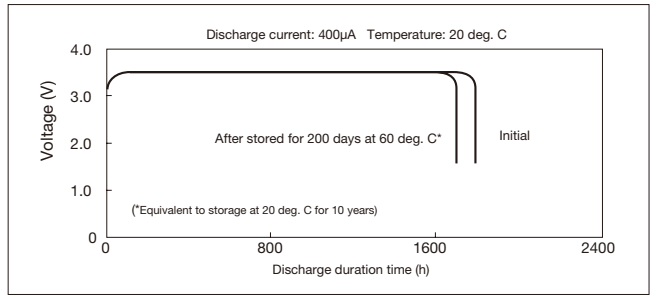 Discharge current: 400µA Temperature: 20 deg. C
4.0
3.0
2.0
1.0
0
Voltage (V)
After stored for 200 days at 60 deg. C*
Initial
(*Equivalent to storage at 20 deg. C for 10 years)
0 800 1600 2400
Discharge duration time (h)